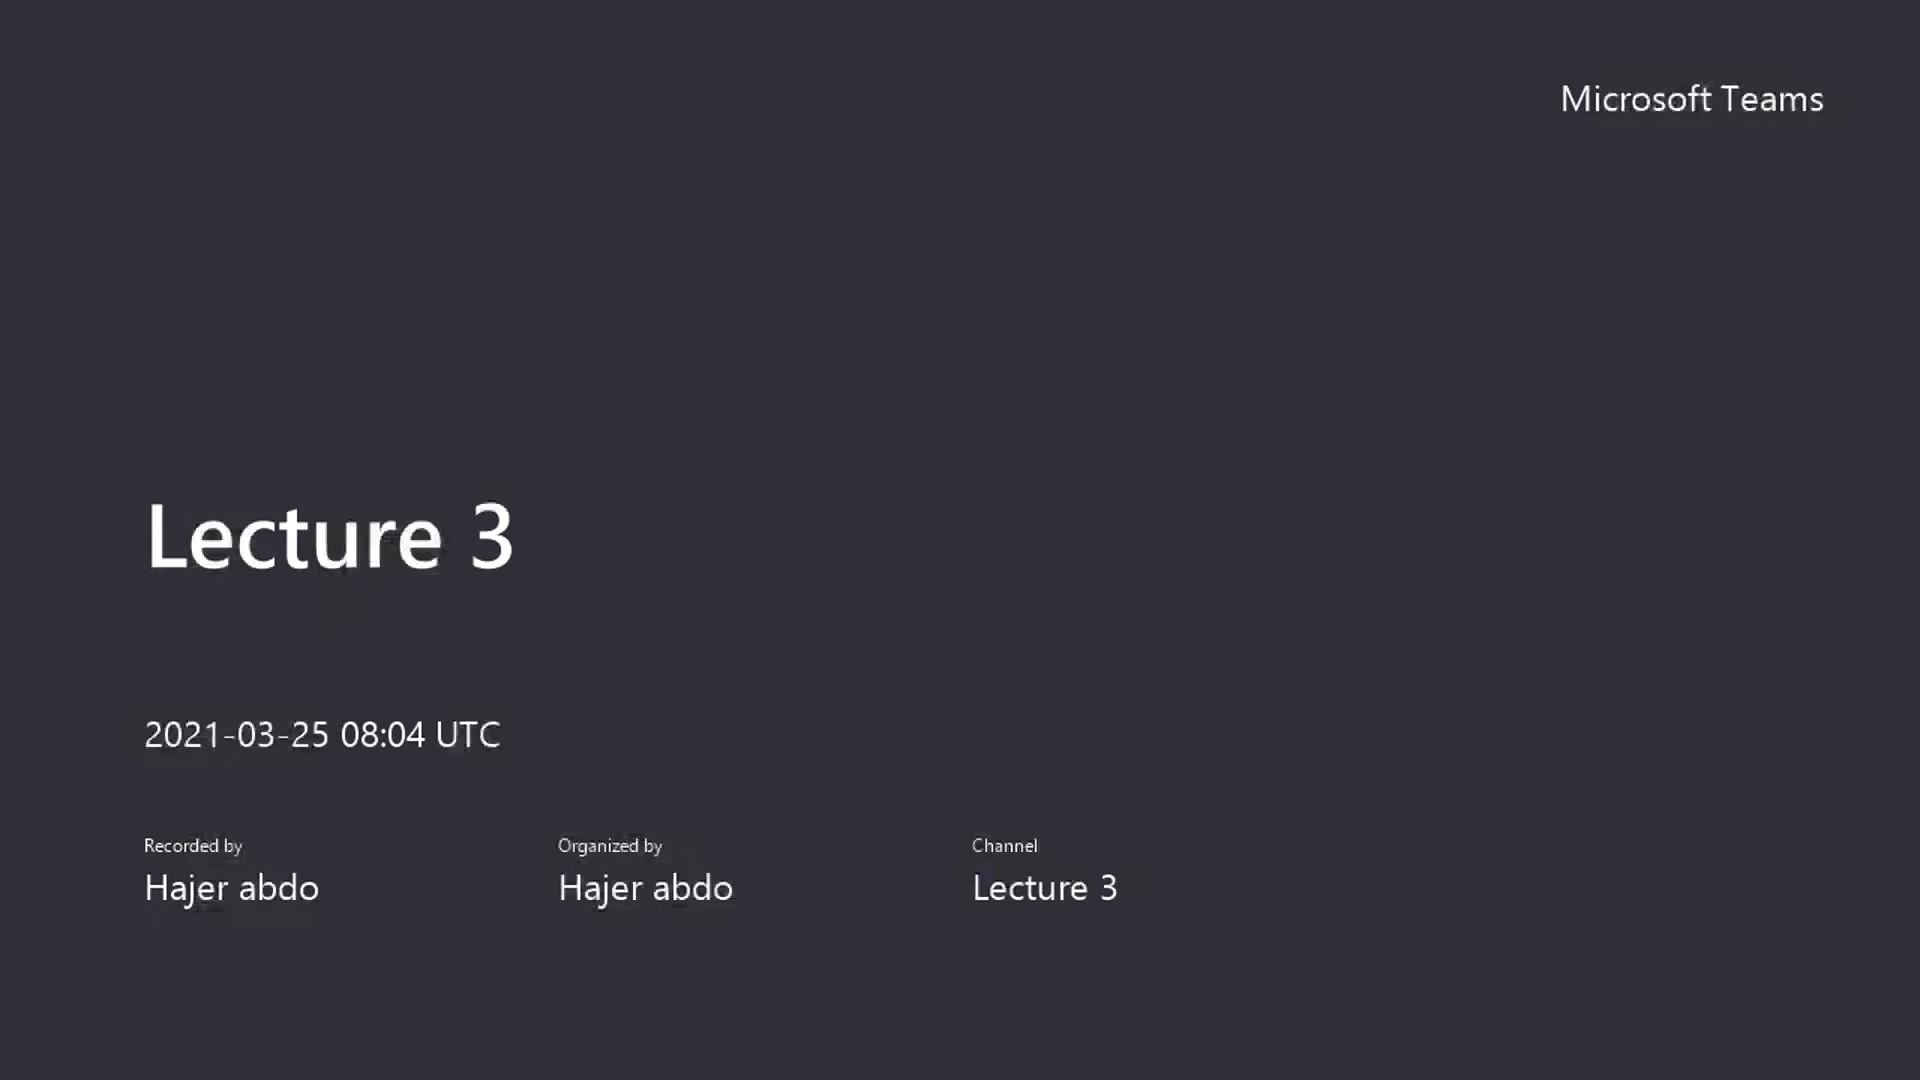 Microsoft Teams
Lecture 3
2021-03-25 08:04 UTC
Recorded by
Hajer abdo
Organized by
Hajer abdo
Channel
Lecture 3